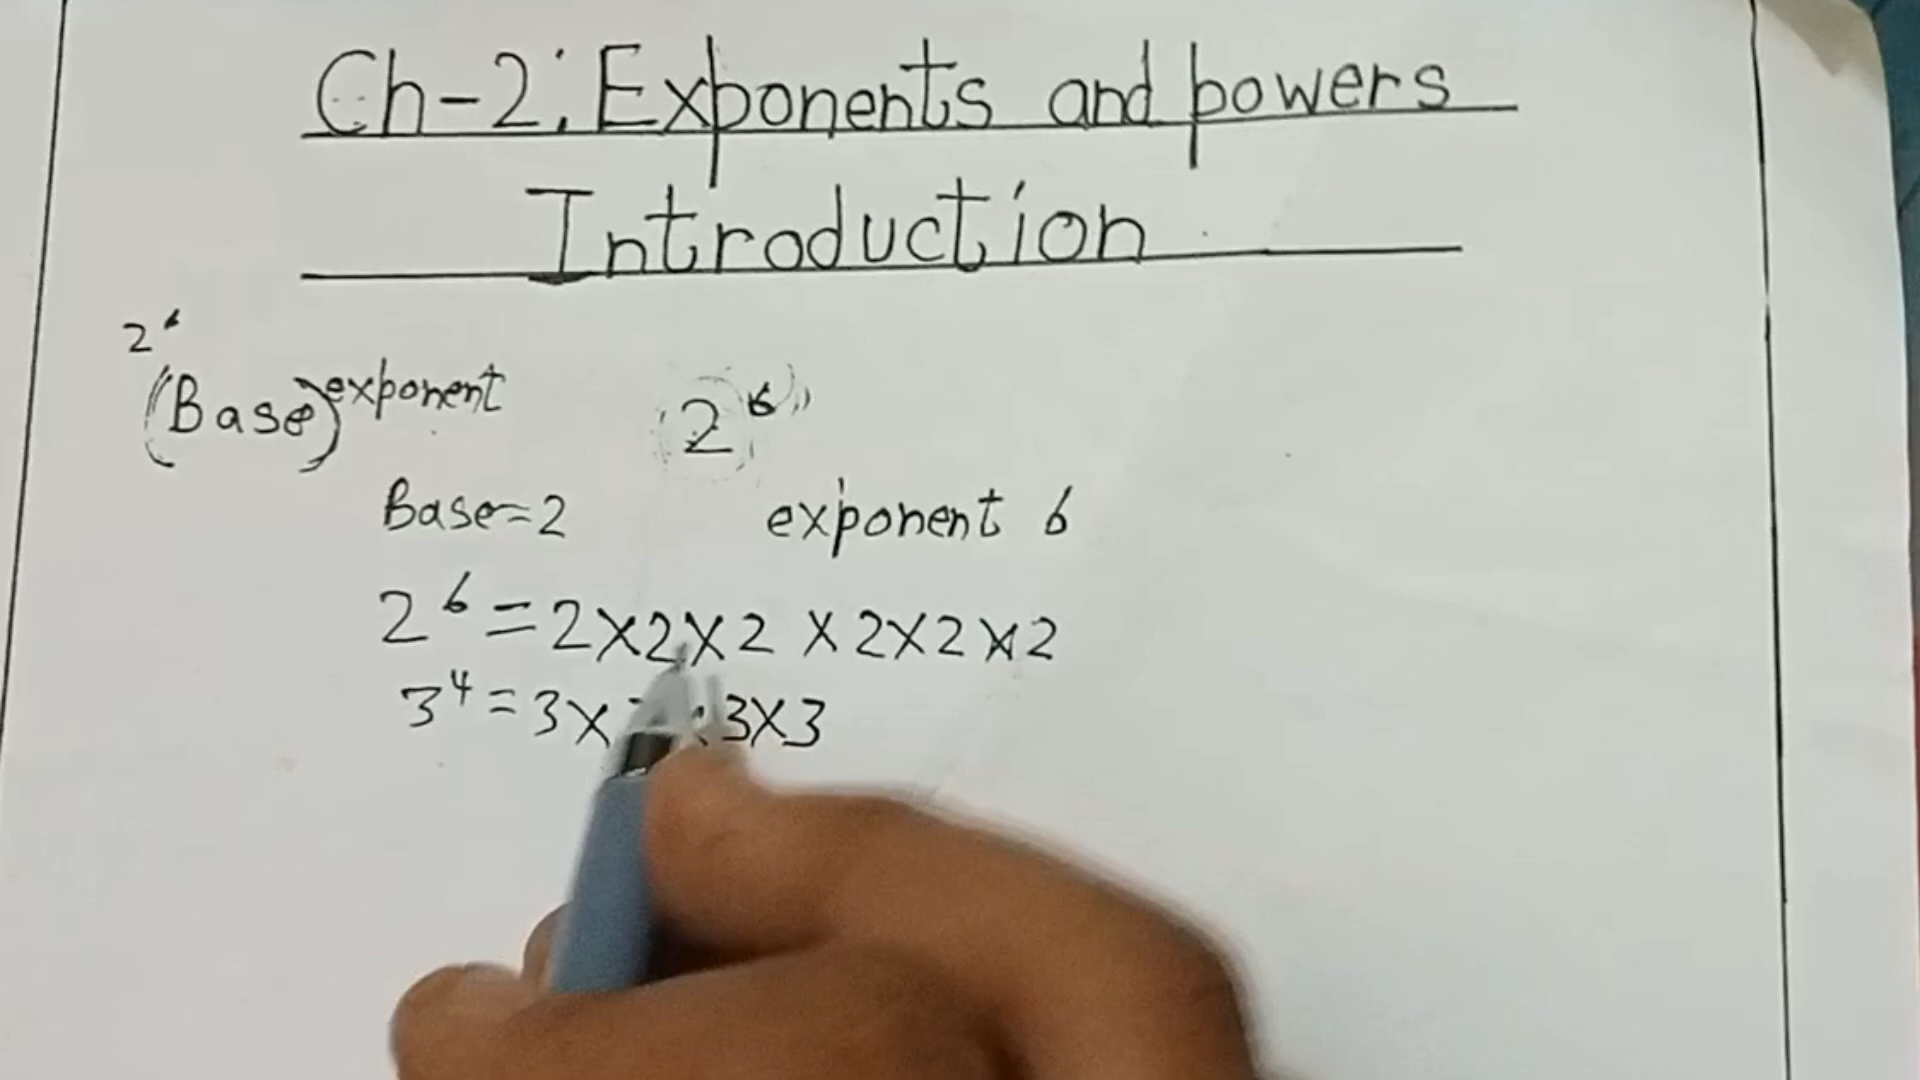 Ch-2: Exponents and powers
Introduction
2⁶
(Base)^exponent 2⁶
Base=2 exponent 6
2⁶=2×2×2×2×2×2
3⁴=3× ×3×3